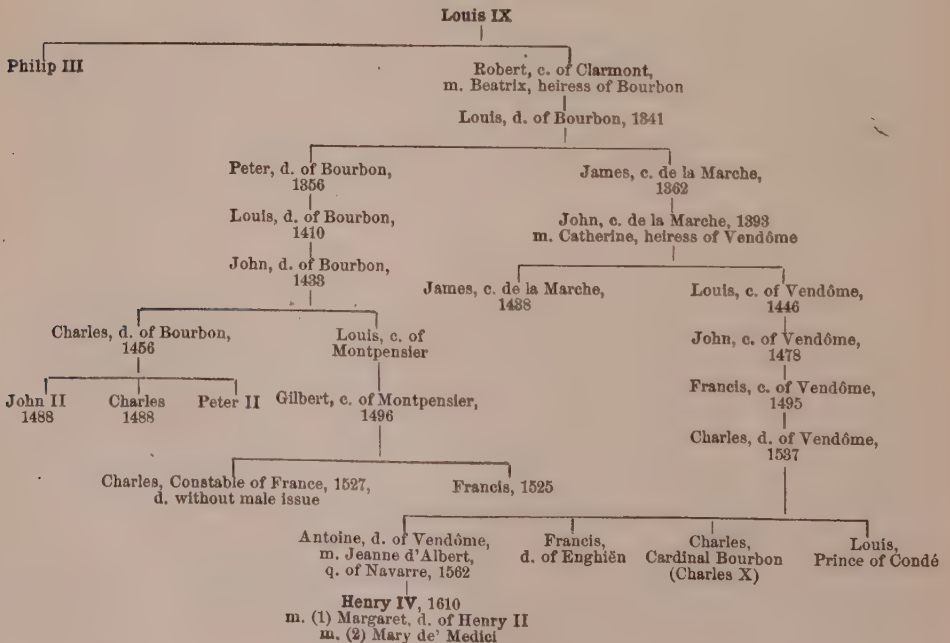 Louis IX
Philip III
Robert, c. of Clarmont,
m. Beatrix, heiress of Bourbon
Louis, d. of Bourbon, 1341
Peter, d. of Bourbon,
1356
James, c. de la Marche,
1362
Louis, d. of Bourbon,
1410
John, c. de la Marche, 1393
m. Catherine, heiress of Vendôme
John, d. of Bourbon,
1433
James, c. de la Marche,
1438
Louis, c. of Vendôme,
1446
Charles, d. of Bourbon,
1456
Louis, c. of
Montpensier
John, c. of Vendôme,
1478
John II
1488
Charles
1488
Peter II
Gilbert, c. of Montpensier,
1496
Francis, c. of Vendôme,
1495
Charles, d. of Vendôme,
1537
Charles, Constable of France, 1527,
d. without male issue
Francis, 1525
Antoine, d. of Vendôme,
m. Jeanne d'Albert,
q. of Navarre, 1562
Francis,
d. of Enghiën
Charles,
Cardinal Bourbon
(Charles X)
Louis,
Prince of Condé
Henry IV, 1610
m. (1) Margaret, d. of Henry II
m. (2) Mary de' Medici